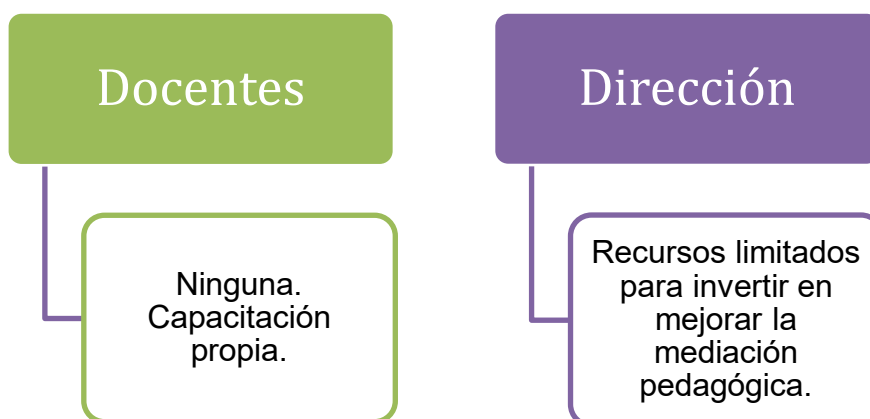 Docentes
Ninguna.
Capacitación
propia.
Dirección
Recursos limitados
para invertir en
mejorar la
mediación
pedagógica.